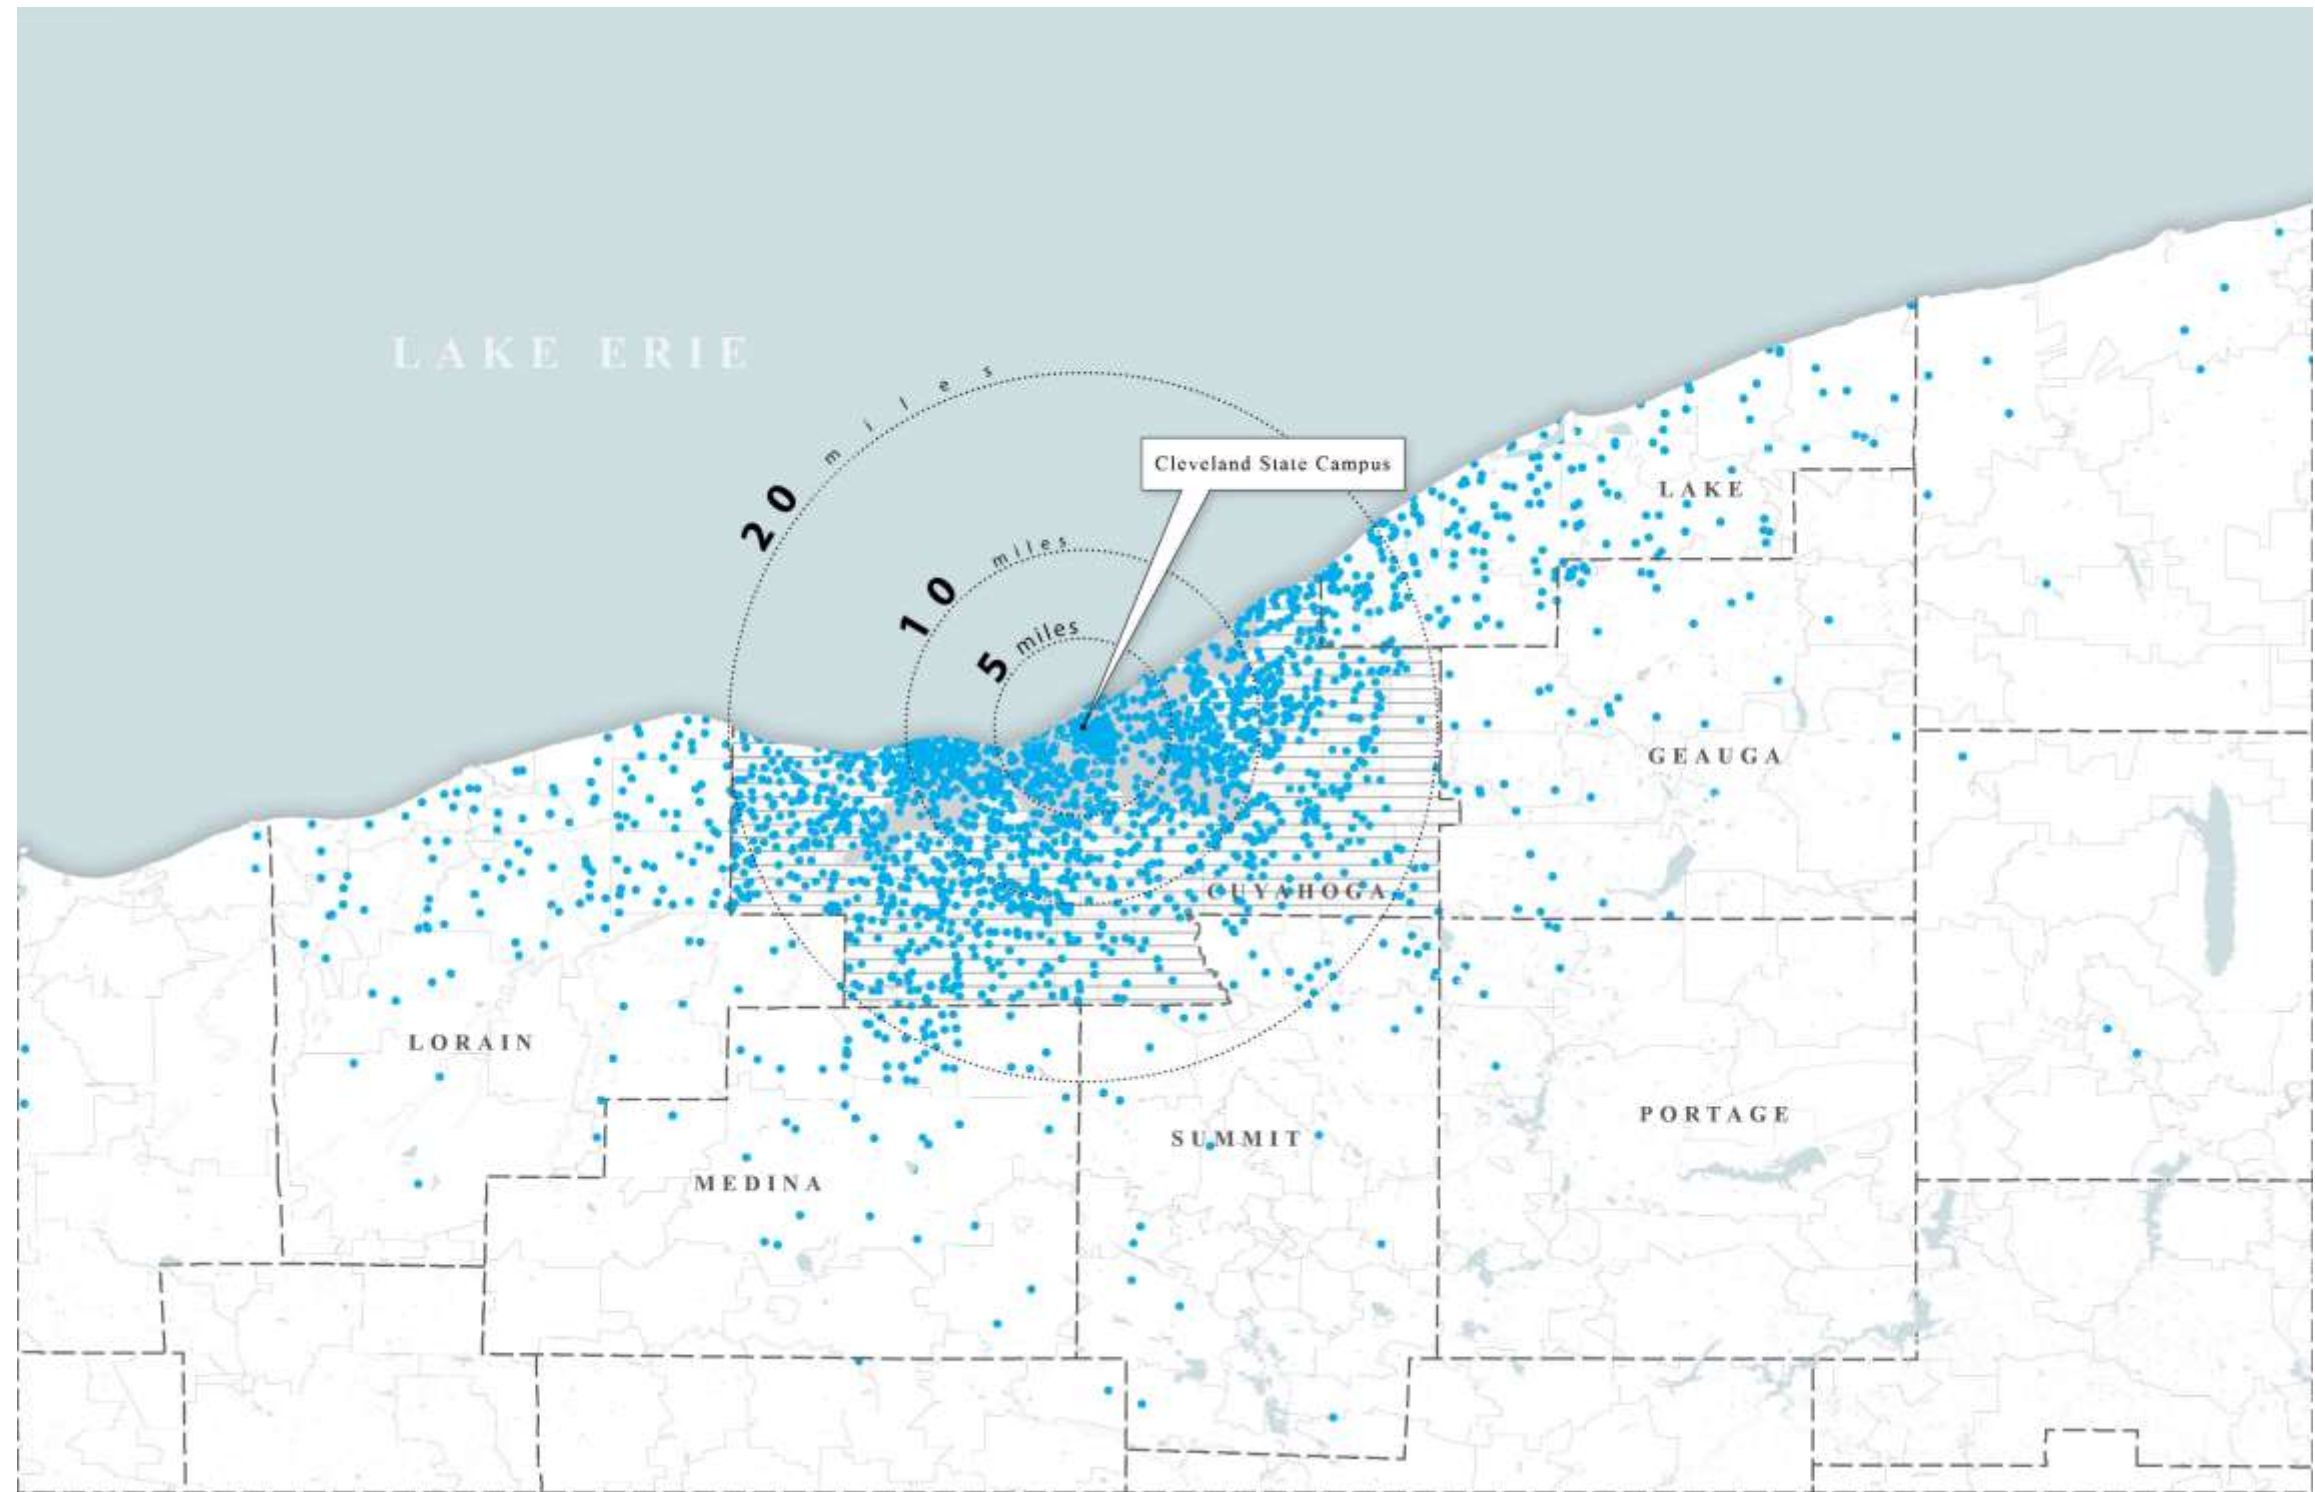 LAKE ERIE
20 miles
10 miles
5 miles
Cleveland State Campus
LAKE
GEAUGA
CUYAHOGA
LORAIN
PORTAGE
SUMMIT
MEDINA